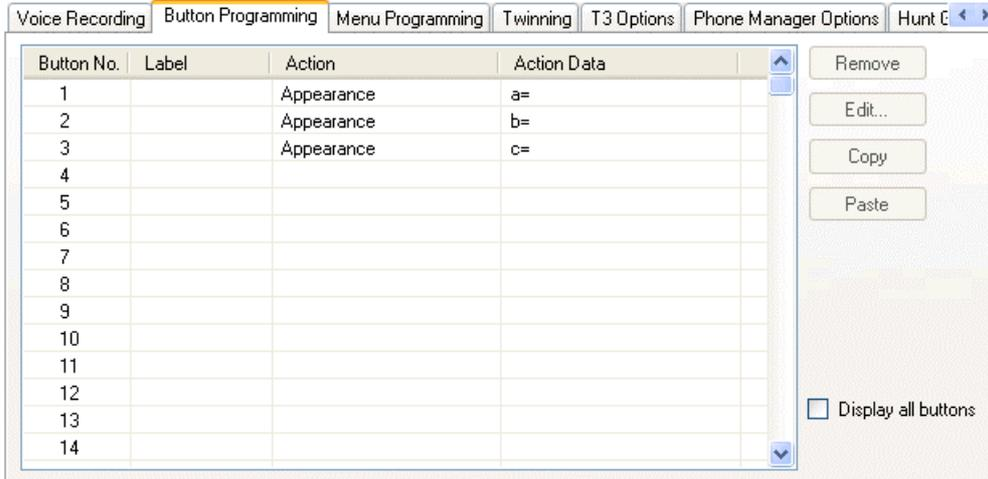 Voice Recording Button Programming Menu Programming Twinning T3 Options Phone Manager Options Hunt
Button No. Label Action Action Data Remove
1 Appearance a=
2 Appearance b= Edit...
3 Appearance c= Copy
4
5 Paste
6
7
8
9
10
11
12
13 Display all buttons
14